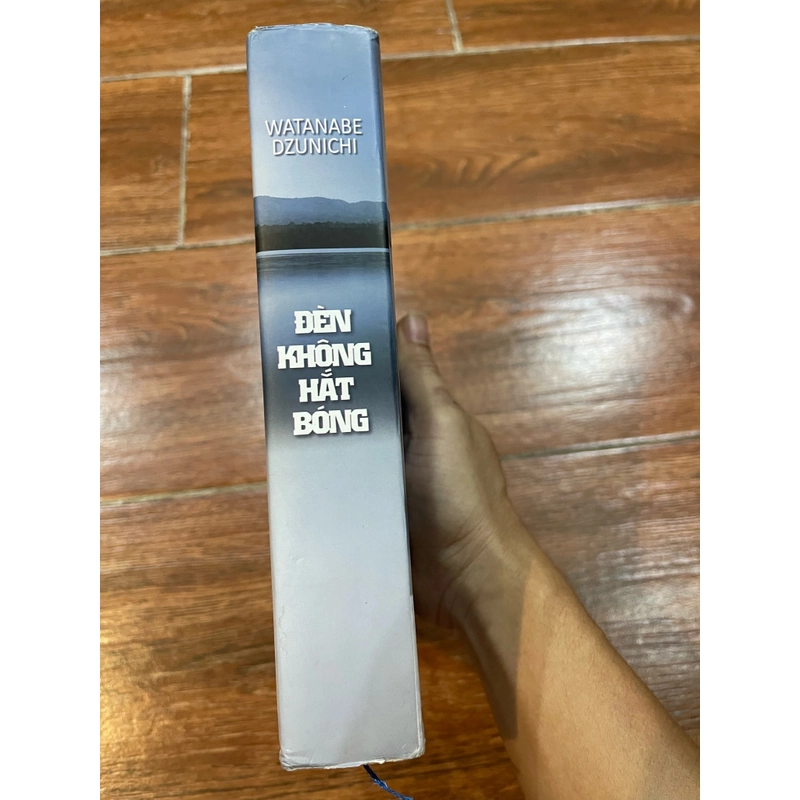 WATANABE
DZUNICHI
ĐÈN
KHÔNG
HẮT
BÓNG